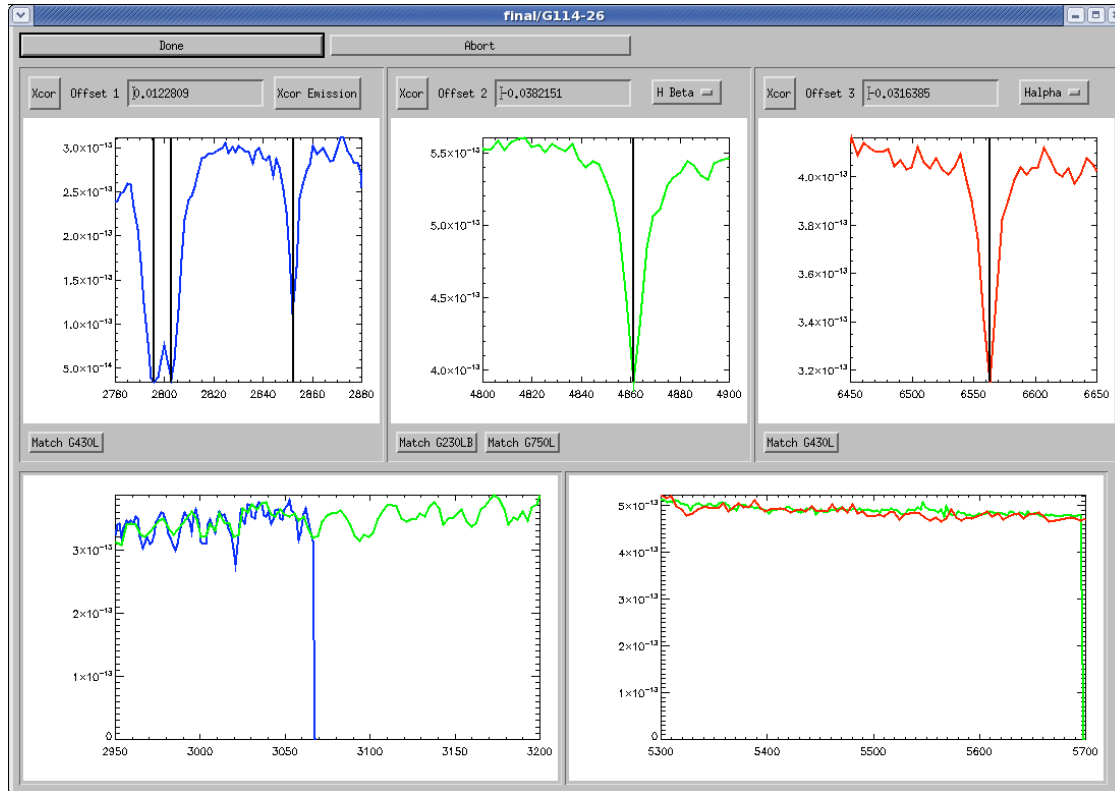 final/G114-26
Done Abort
Xcor Offset 1 0.0122809 Xcor Emission
Xcor Offset 2 -0.0382151 H Beta
Xcor Offset 3 -0.0316385 Halpha
3.0×10⁻¹³
2.5×10⁻¹³
2.0×10⁻¹³
1.5×10⁻¹³
1.0×10⁻¹³
5.0×10⁻¹⁴
2780 2800 2820 2840 2860 2880
5.5×10⁻¹³
5.0×10⁻¹³
4.5×10⁻¹³
4.0×10⁻¹³
4800 4820 4840 4860 4880 4900
4.0×10⁻¹³
3.8×10⁻¹³
3.6×10⁻¹³
3.4×10⁻¹³
3.2×10⁻¹³
6450 6500 6550 6600 6650
Match G430L
Match G230LB Match G750L
Match G430L
3×10⁻¹³
2×10⁻¹³
1×10⁻¹³
0
2950 3000 3050 3100 3150 3200
5×10⁻¹³
4×10⁻¹³
3×10⁻¹³
2×10⁻¹³
1×10⁻¹³
0
5300 5400 5500 5600 5700